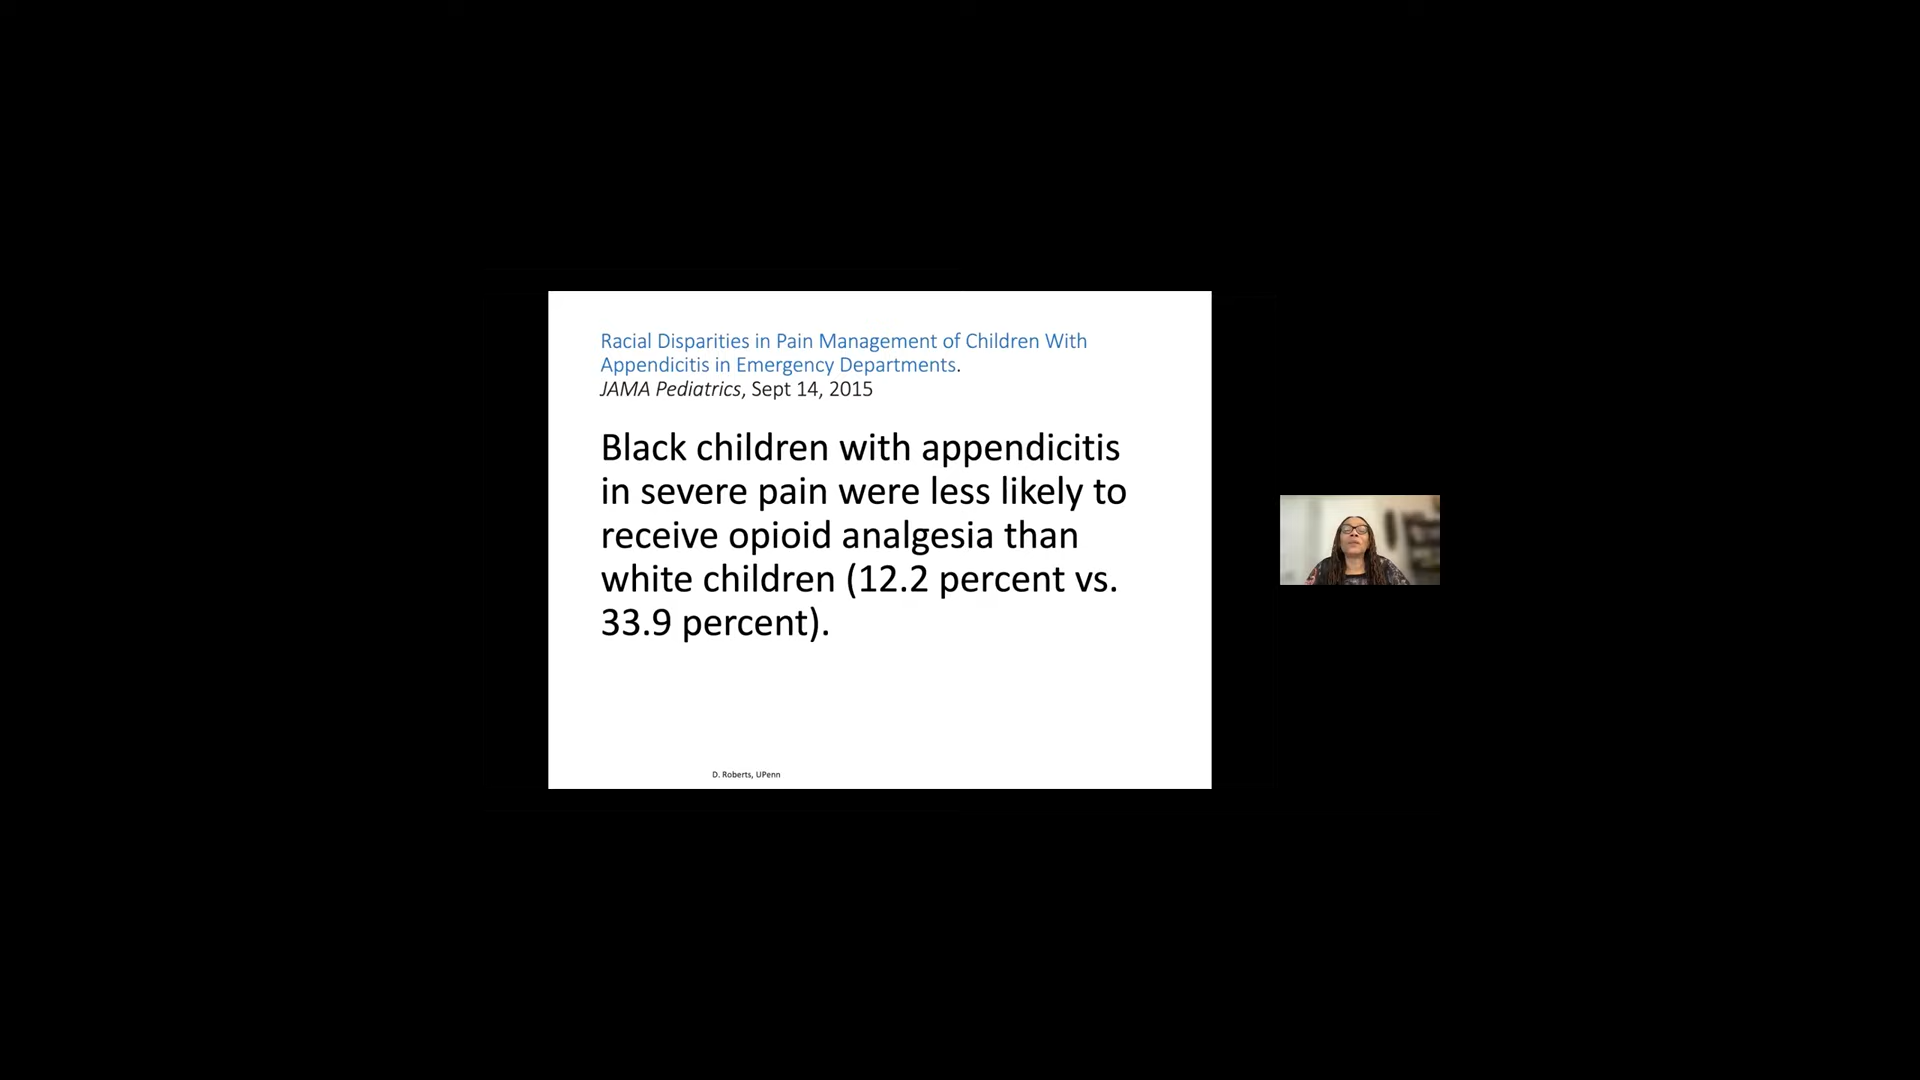 Racial Disparities in Pain Management of Children With
Appendicitis in Emergency Departments.
JAMA Pediatrics, Sept 14, 2015
Black children with appendicitis
in severe pain were less likely to
receive opioid analgesia than
white children (12.2 percent vs.
33.9 percent).
D. Roberts, UPenn